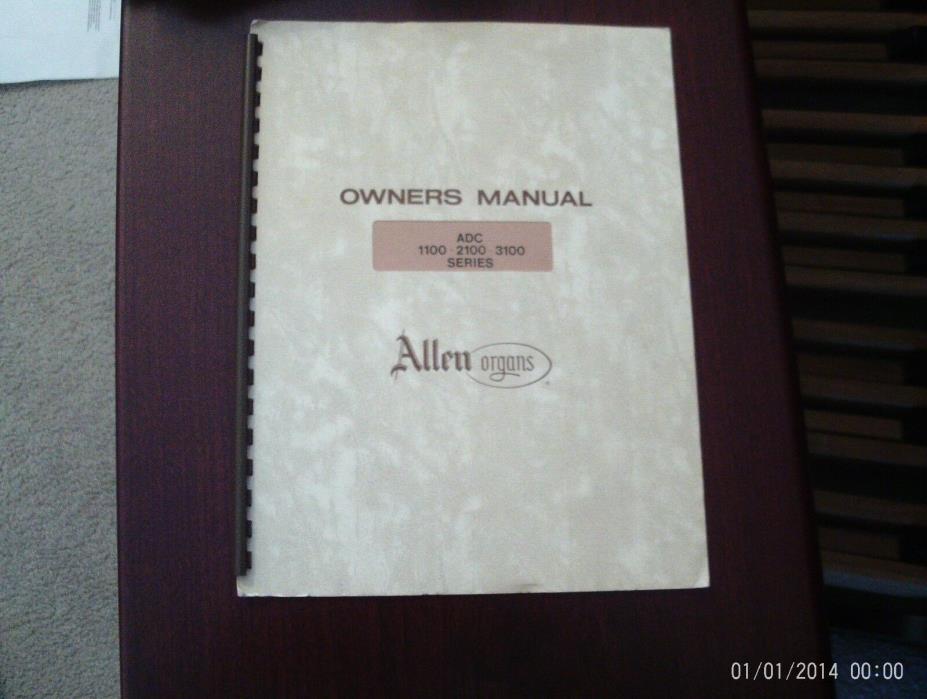 OWNERS MANUAL
ADC
1100 · 2100 · 3100
SERIES
Allen organs
01/01/2014 00:00